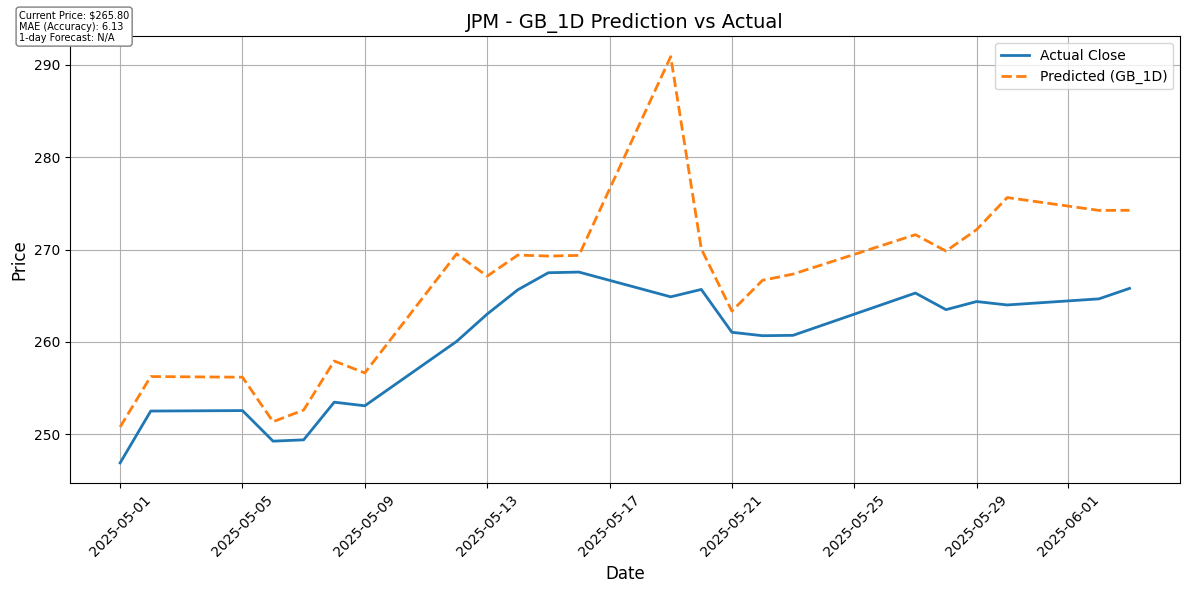 Current Price: $265.80
MAE (Accuracy): 6.13
1-day Forecast: N/A
JPM - GB_1D Prediction vs Actual
Actual Close
Predicted (GB_1D)
Price
290
280
270
260
250
2025-05-01
2025-05-05
2025-05-09
2025-05-13
2025-05-17
2025-05-21
2025-05-25
2025-05-29
2025-06-01
Date